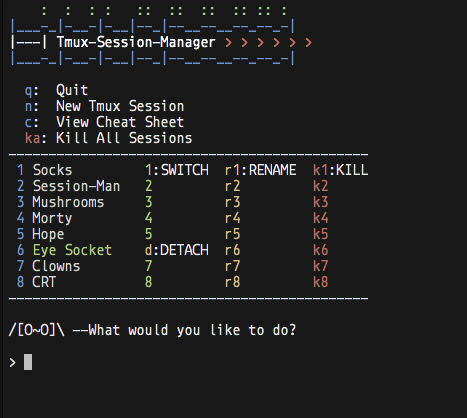 :  :  : :   ::  ::  ::  :: : :
|___-_|-__-|-__|--_|-__--__--_--_-|
|---| Tmux-Session-Manager > > > > > >
|___-_|-__-|-__|--_|-__--__--_--_-|
q:  Quit
n:  New Tmux Session
c:  View Cheat Sheet
ka: Kill All Sessions
---------------------------------------------
1 Socks 1:SWITCH r1:RENAME k1:KILL
2 Session-Man 2 r2 k2
3 Mushrooms 3 r3 k3
4 Morty 4 r4 k4
5 Hope 5 r5 k5
6 Eye Socket d:DETACH r6 k6
7 Clowns 7 r7 k7
8 CRT 8 r8 k8
---------------------------------------------
/[O~O]\ --What would you like to do?
>